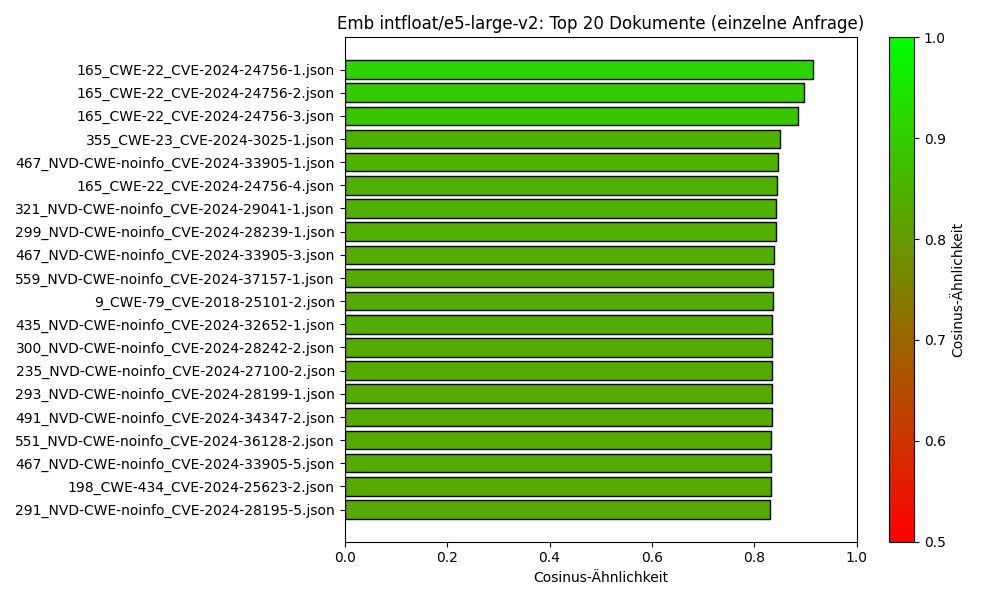 Emb intfloat/e5-large-v2: Top 20 Dokumente (einzelne Anfrage)
165_CWE-22_CVE-2024-24756-1.json
165_CWE-22_CVE-2024-24756-2.json
165_CWE-22_CVE-2024-24756-3.json
355_CWE-23_CVE-2024-3025-1.json
467_NVD-CWE-noinfo_CVE-2024-33905-1.json
165_CWE-22_CVE-2024-24756-4.json
321_NVD-CWE-noinfo_CVE-2024-29041-1.json
299_NVD-CWE-noinfo_CVE-2024-28239-1.json
467_NVD-CWE-noinfo_CVE-2024-33905-3.json
559_NVD-CWE-noinfo_CVE-2024-37157-1.json
9_CWE-79_CVE-2018-25101-2.json
435_NVD-CWE-noinfo_CVE-2024-32652-1.json
300_NVD-CWE-noinfo_CVE-2024-28242-2.json
235_NVD-CWE-noinfo_CVE-2024-27100-2.json
293_NVD-CWE-noinfo_CVE-2024-28199-1.json
491_NVD-CWE-noinfo_CVE-2024-34347-2.json
551_NVD-CWE-noinfo_CVE-2024-36128-2.json
467_NVD-CWE-noinfo_CVE-2024-33905-5.json
198_CWE-434_CVE-2024-25623-2.json
291_NVD-CWE-noinfo_CVE-2024-28195-5.json
0.0 0.2 0.4 0.6 0.8 1.0
Cosinus-Ähnlichkeit
1.0
0.9
0.8
0.7
0.6
0.5
Cosinus-Ähnlichkeit